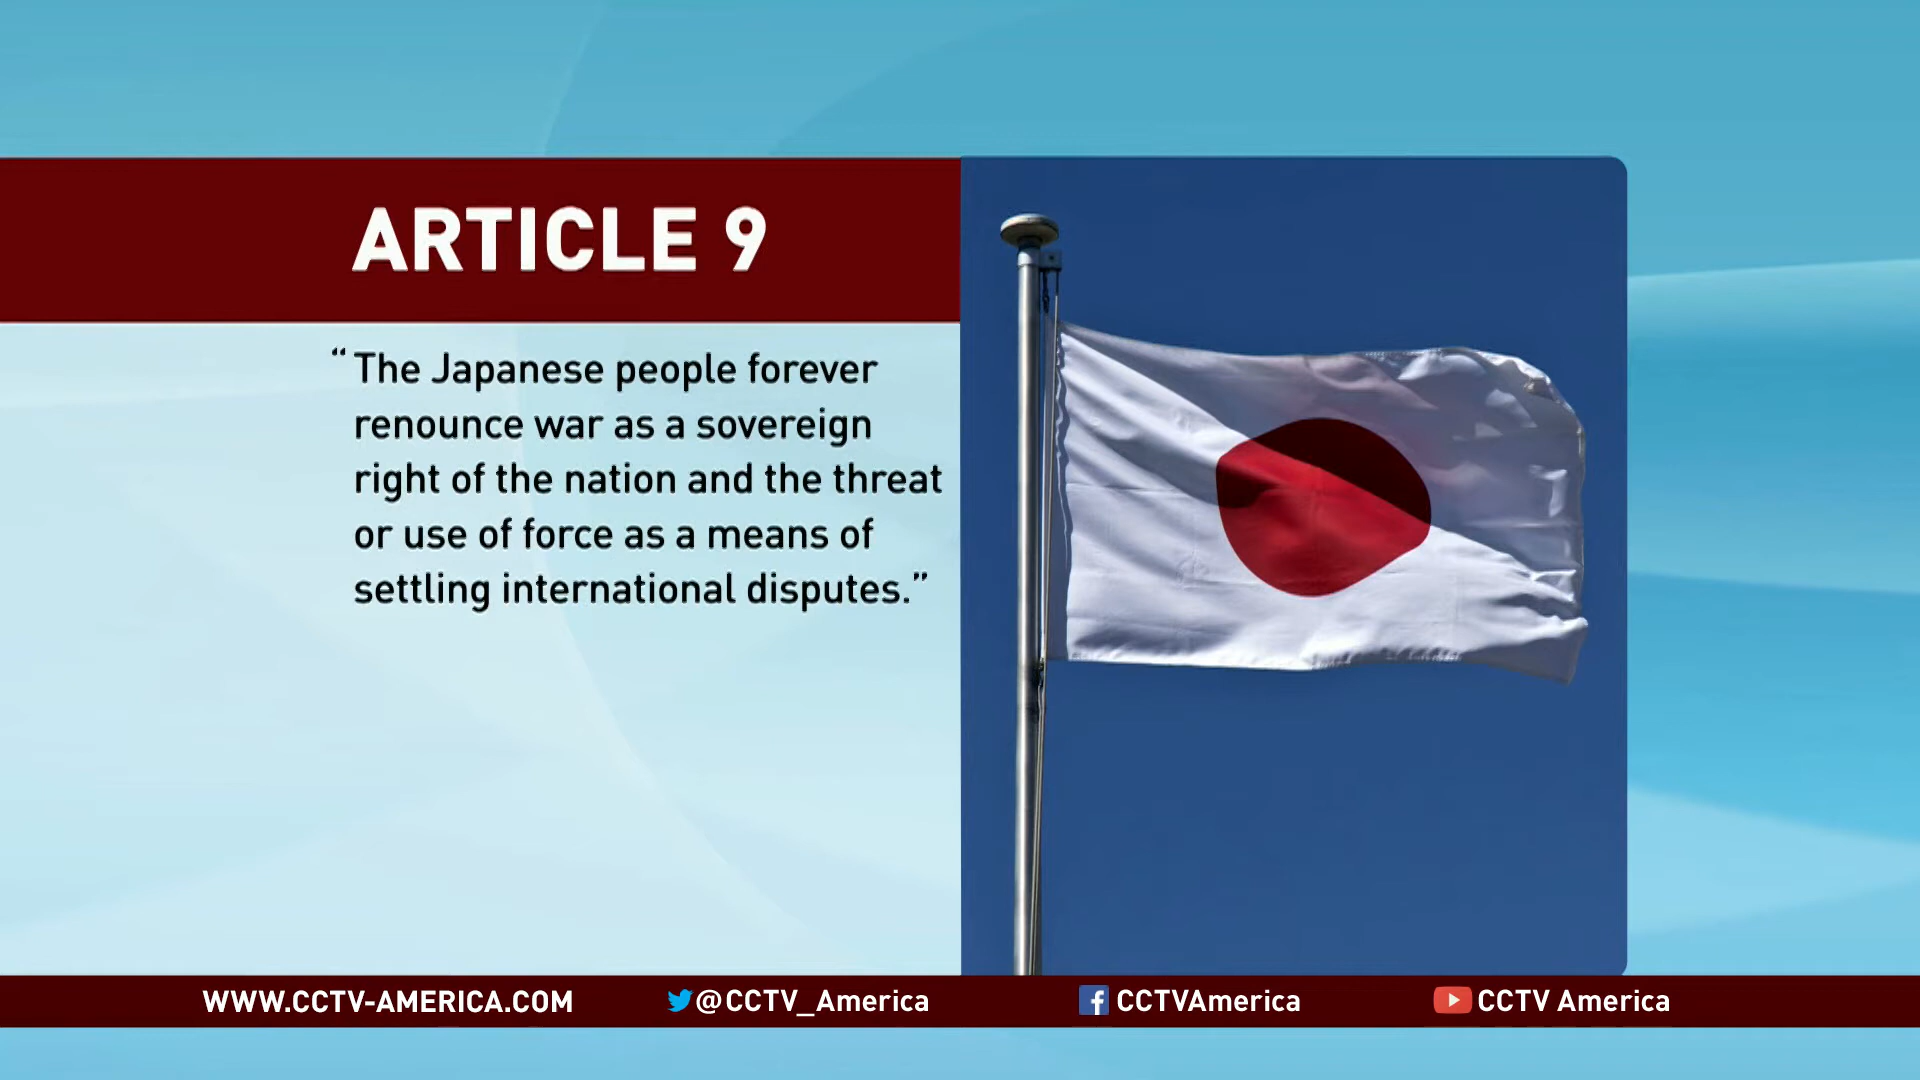 ARTICLE 9
“The Japanese people forever
renounce war as a sovereign
right of the nation and the threat
or use of force as a means of
settling international disputes.”
WWW.CCTV-AMERICA.COM @CCTV_America CCTVAmerica CCTV America